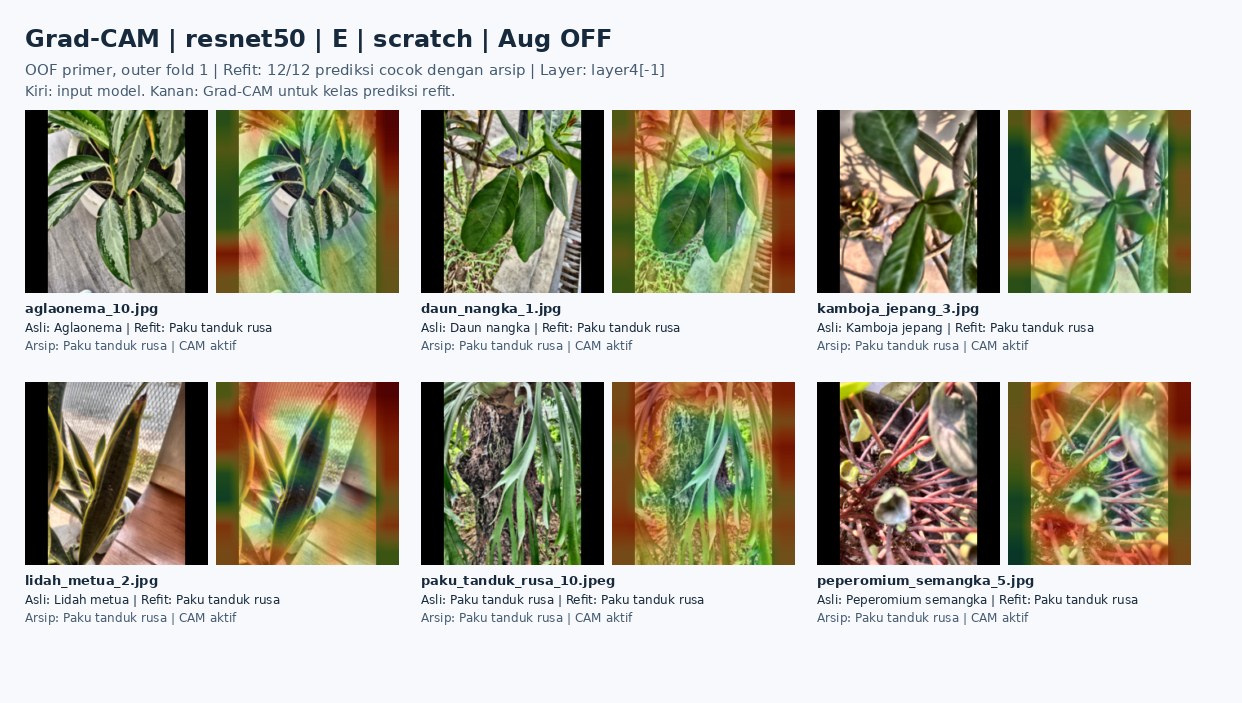 Grad-CAM | resnet50 | E | scratch | Aug OFF
OOF primer, outer fold 1 | Refit: 12/12 prediksi cocok dengan arsip | Layer: layer4[-1]
Kiri: input model. Kanan: Grad-CAM untuk kelas prediksi refit.
aglaonema_10.jpg
Asli: Aglaonema | Refit: Paku tanduk rusa
Arsip: Paku tanduk rusa | CAM aktif
daun_nangka_1.jpg
Asli: Daun nangka | Refit: Paku tanduk rusa
Arsip: Paku tanduk rusa | CAM aktif
kamboja_jepang_3.jpg
Asli: Kamboja jepang | Refit: Paku tanduk rusa
Arsip: Paku tanduk rusa | CAM aktif
lidah_metua_2.jpg
Asli: Lidah metua | Refit: Paku tanduk rusa
Arsip: Paku tanduk rusa | CAM aktif
paku_tanduk_rusa_10.jpeg
Asli: Paku tanduk rusa | Refit: Paku tanduk rusa
Arsip: Paku tanduk rusa | CAM aktif
peperomium_semangka_5.jpg
Asli: Peperomium semangka | Refit: Paku tanduk rusa
Arsip: Paku tanduk rusa | CAM aktif